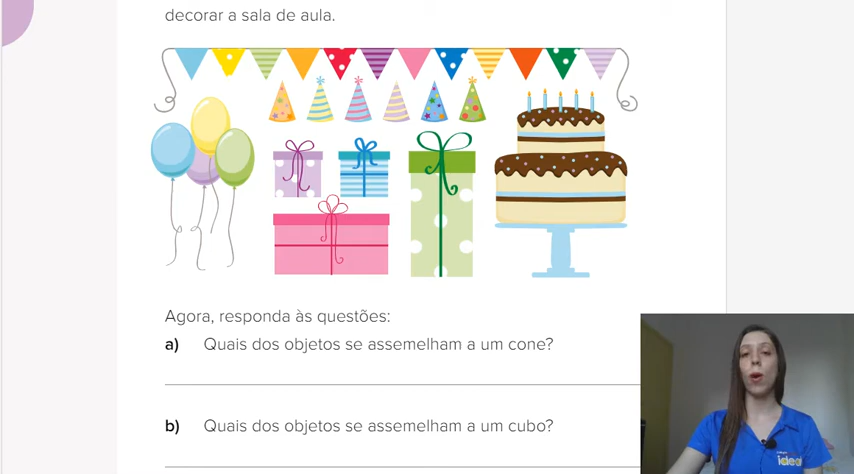 decorar a sala de aula.
Agora, responda às questões:
a) Quais dos objetos se assemelham a um cone?
b) Quais dos objetos se assemelham a um cubo?
ideal